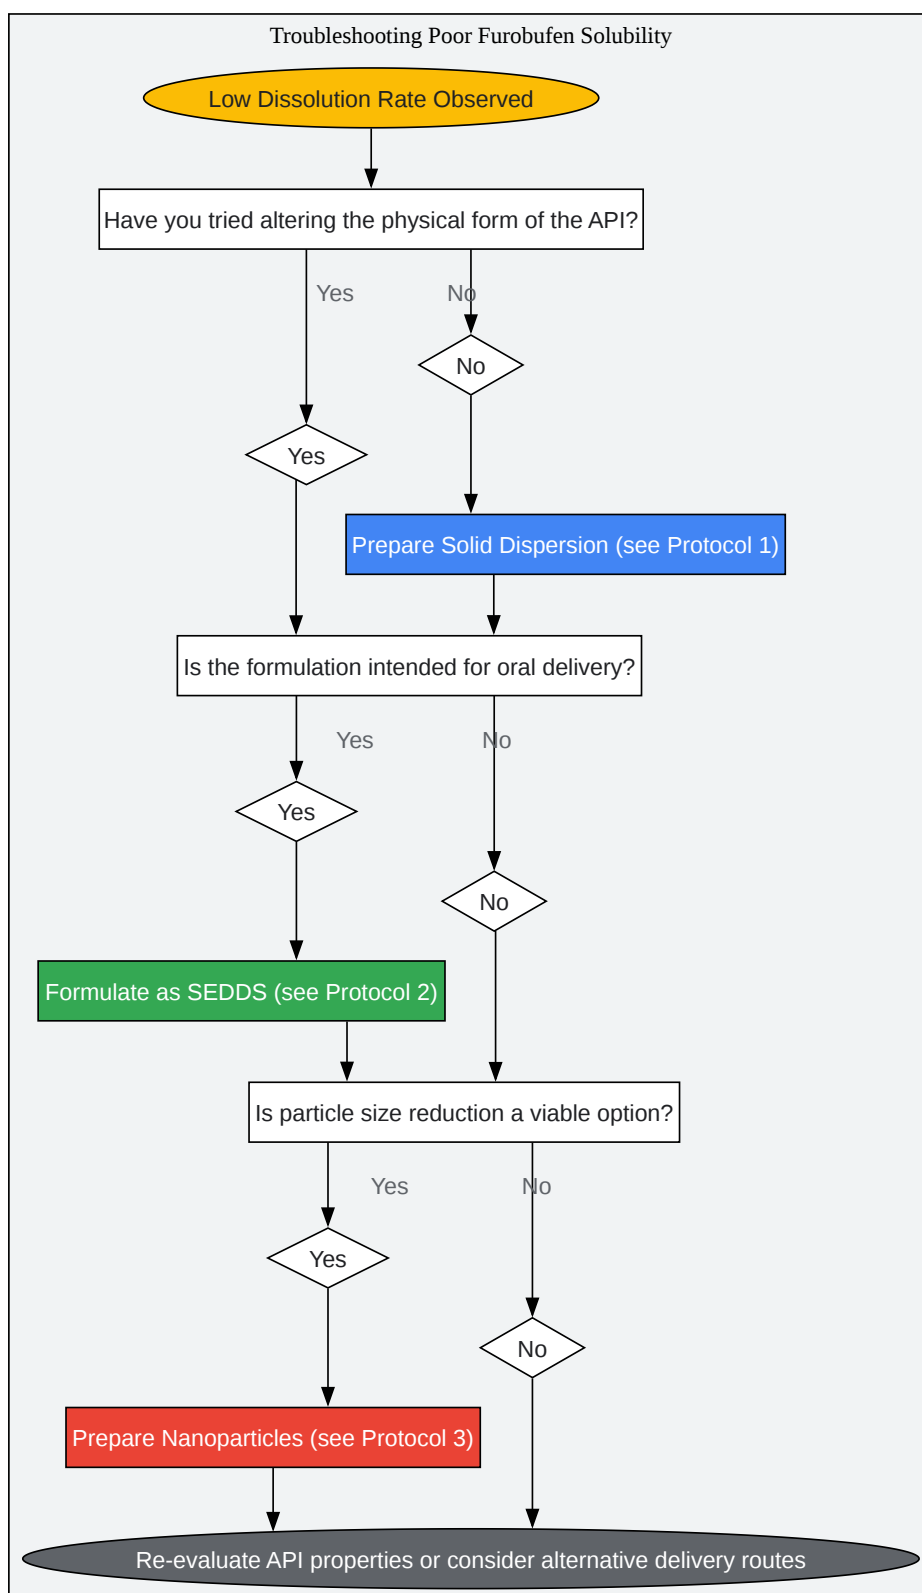 Troubleshooting Poor Furobufen Solubility
Low Dissolution Rate Observed
Have you tried altering the physical form of the API?
Yes
No
No
Yes
Prepare Solid Dispersion (see Protocol 1)
Is the formulation intended for oral delivery?
Yes
No
Yes
No
Formulate as SEDDS (see Protocol 2)
Is particle size reduction a viable option?
Yes
No
Yes
No
Prepare Nanoparticles (see Protocol 3)
Re-evaluate API properties or consider alternative delivery routes